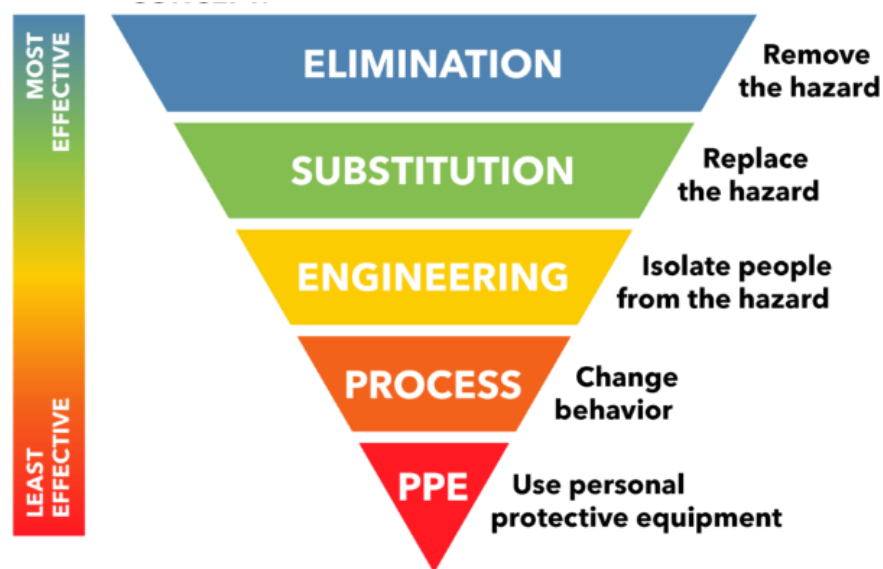 MOST
EFFECTIVE
ELIMINATION
Remove
the hazard
SUBSTITUTION
Replace
the hazard
ENGINEERING
Isolate people
from the hazard
PROCESS
Change
behavior
LEAST
EFFECTIVE
PPE
Use personal
protective equipment